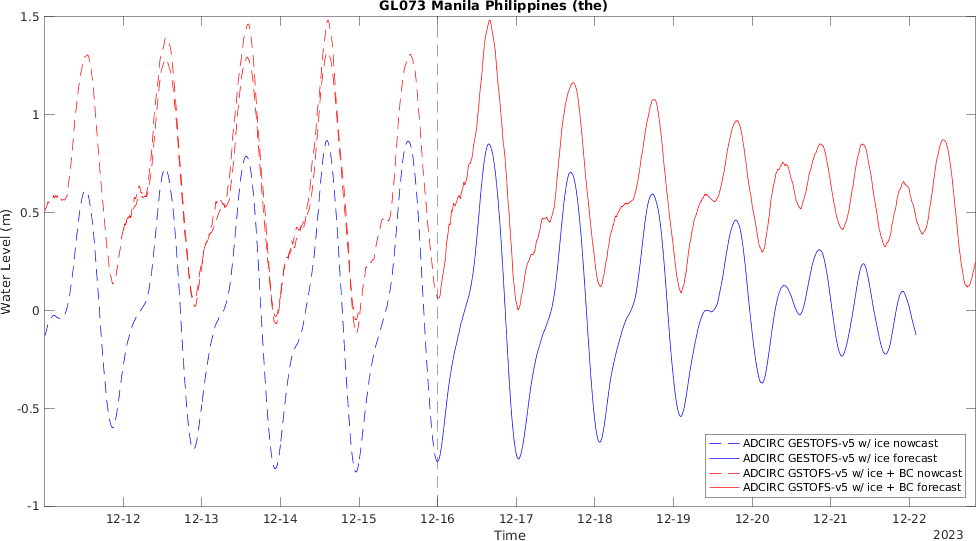 GL073 Manila Philippines (the)
1.5
1
0.5
0
-0.5
-1
Water Level (m)
12-12 12-13 12-14 12-15 12-16 12-17 12-18 12-19 12-20 12-21 12-22
Time
2023
ADCIRC GESTOFS-v5 w/ ice nowcast
ADCIRC GESTOFS-v5 w/ ice forecast
ADCIRC GSTOFS-v5 w/ ice + BC nowcast
ADCIRC GSTOFS-v5 w/ ice + BC forecast